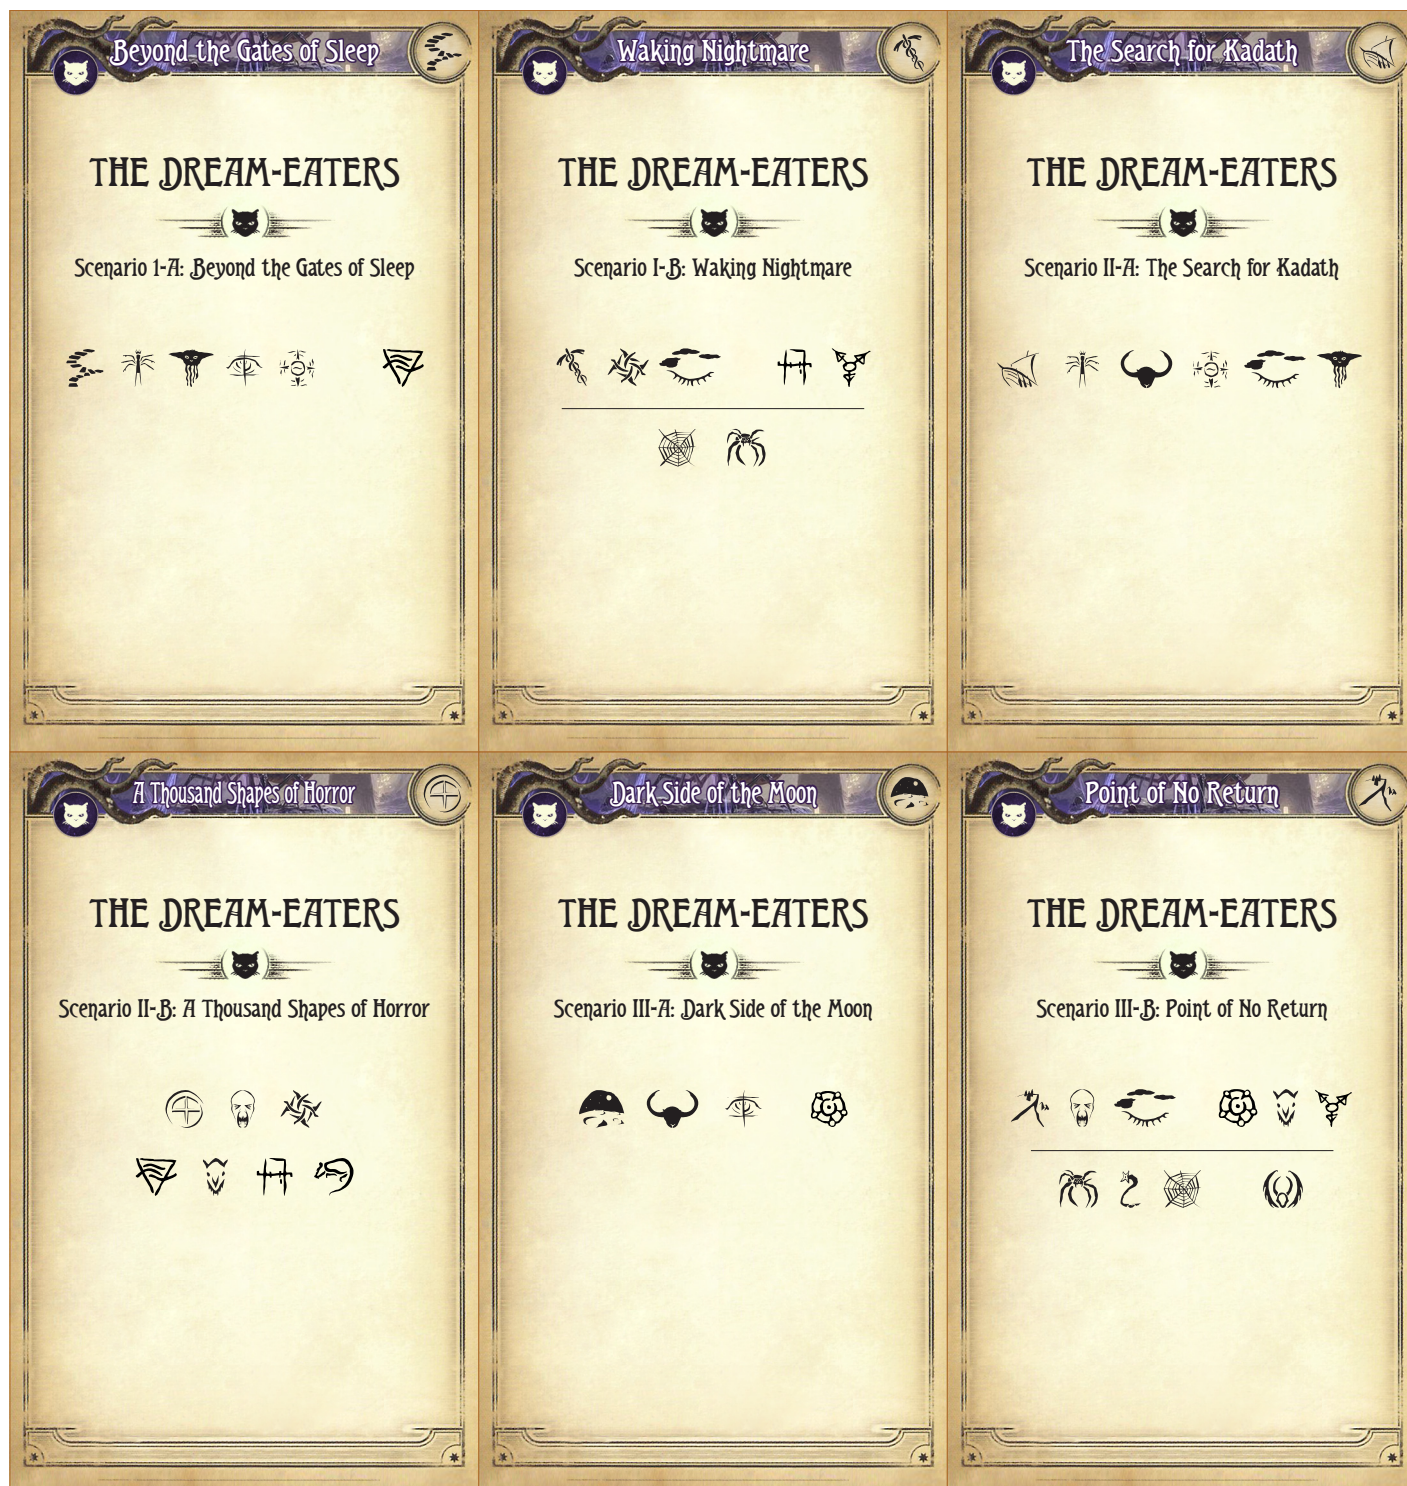 Beyond the Gates of Sleep
THE DREAM-EATERS
Scenario 1-A: Beyond the Gates of Sleep
Waking Nightmare
THE DREAM-EATERS
Scenario I-B: Waking Nightmare
The Search for Kadath
THE DREAM-EATERS
Scenario II-A: The Search for Kadath
A Thousand Shapes of Horror
THE DREAM-EATERS
Scenario II-B: A Thousand Shapes of Horror
Dark Side of the Moon
THE DREAM-EATERS
Scenario III-A: Dark Side of the Moon
Point of No Return
THE DREAM-EATERS
Scenario III-B: Point of No Return